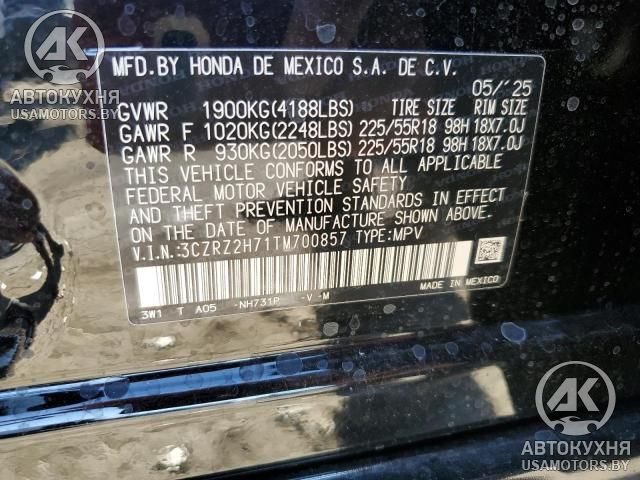 AK
АВТОКУХНЯ
USAMOTORS.BY
MFD.BY HONDA DE MEXICO S.A. DE C.V.
05/'25
GVWR 1900KG(4188LBS) TIRE SIZE RIM SIZE
GAWR F 1020KG(2248LBS) 225/55R18 98H 18X7.0J
GAWR R 930KG(2050LBS) 225/55R18 98H 18X7.0J
THIS VEHICLE CONFORMS TO ALL APPLICABLE
FEDERAL MOTOR VEHICLE SAFETY
AND THEFT PREVENTION STANDARDS IN EFFECT
ON THE DATE OF MANUFACTURE SHOWN ABOVE.
V.I.N.:3CZRZ2H71TM700857 TYPE:MPV
3W1 T A05 -NH731P -V-M MADE IN MEXICO
AK
АВТОКУХНЯ
USAMOTORS.BY